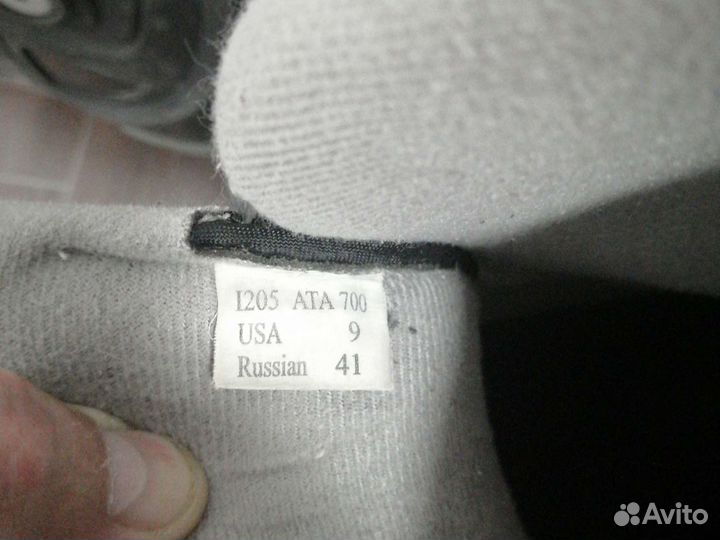 I205 ATA 700
USA 9
Russian 41
Avito